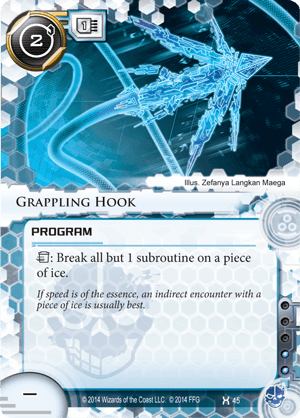 2
1
Illus. Zefanya Langkan Maega
GRAPPLING HOOK
PROGRAM
: Break all but 1 subroutine on a piece
of ice.
If speed is of the essence, an indirect encounter with a
piece of ice is usually best.
–
© 2014 Wizards of the Coast LLC. © 2014 FFG
45